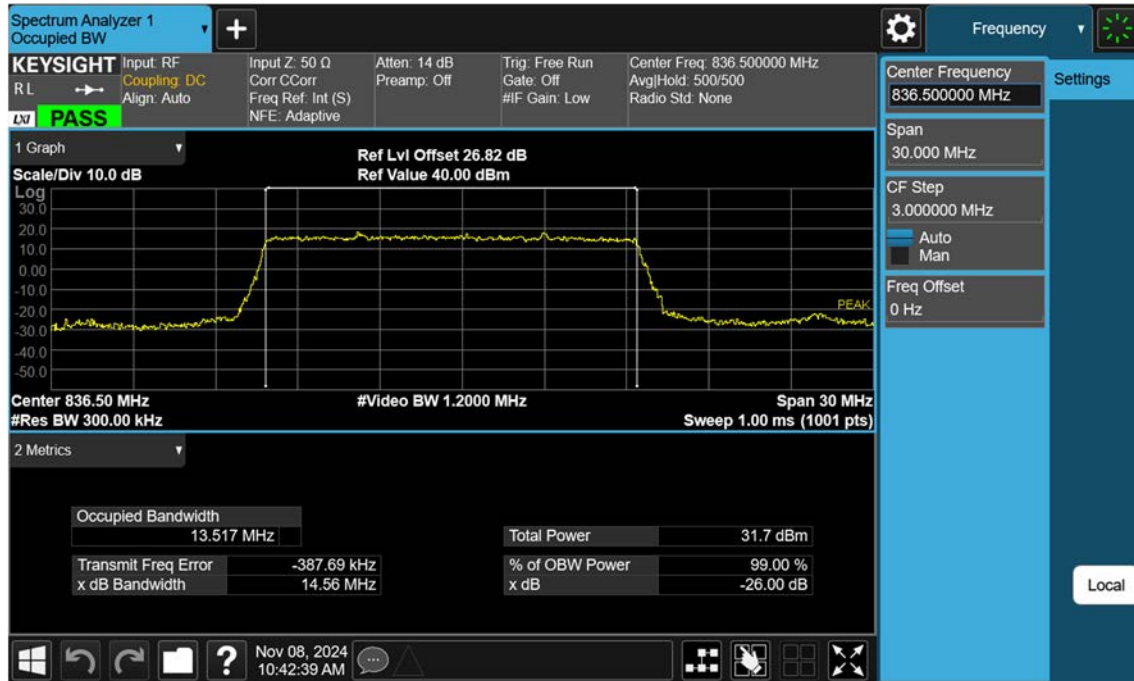 Spectrum Analyzer 1
Occupied BW
+
Frequency
KEYSIGHT
R L
LXI
PASS
Input: RF
Coupling: DC
Align: Auto
Input Z: 50 Ω
Corr CCorr
Freq Ref: Int (S)
NFE: Adaptive
Atten: 14 dB
Preamp: Off
Trig: Free Run
Gate: Off
#IF Gain: Low
Center Freq: 836.500000 MHz
Avg|Hold: 500/500
Radio Std: None
Center Frequency
836.500000 MHz
Settings
Span
30.000 MHz
CF Step
3.000000 MHz
Auto
Man
Freq Offset
0 Hz
Local
1 Graph
Scale/Div 10.0 dB
Ref Lvl Offset 26.82 dB
Ref Value 40.00 dBm
Log
30.0
20.0
10.0
0.00
-10.0
-20.0
-30.0
-40.0
-50.0
PEAK
Center 836.50 MHz
#Video BW 1.2000 MHz
Span 30 MHz
#Res BW 300.00 kHz
Sweep 1.00 ms (1001 pts)
2 Metrics
Occupied Bandwidth
13.517 MHz
Total Power 31.7 dBm
Transmit Freq Error -387.69 kHz
% of OBW Power 99.00 %
x dB Bandwidth 14.56 MHz
x dB -26.00 dB
?
Nov 08, 2024
10:42:39 AM